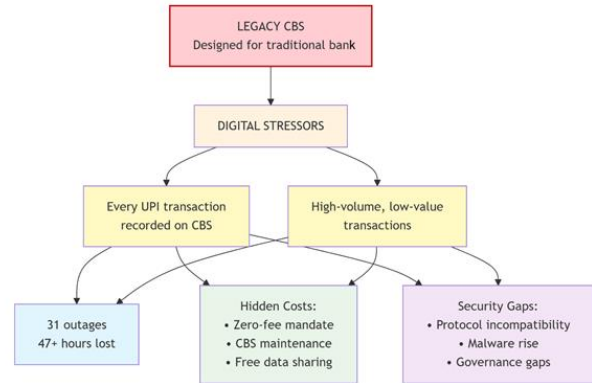 LEGACY CBS
Designed for traditional bank
DIGITAL STRESSORS
Every UPI transaction
recorded on CBS
High-volume, low-value
transactions
31 outages
47+ hours lost
Hidden Costs:
• Zero-fee mandate
• CBS maintenance
• Free data sharing
Security Gaps:
• Protocol incompatibility
• Malware rise
• Governance gaps